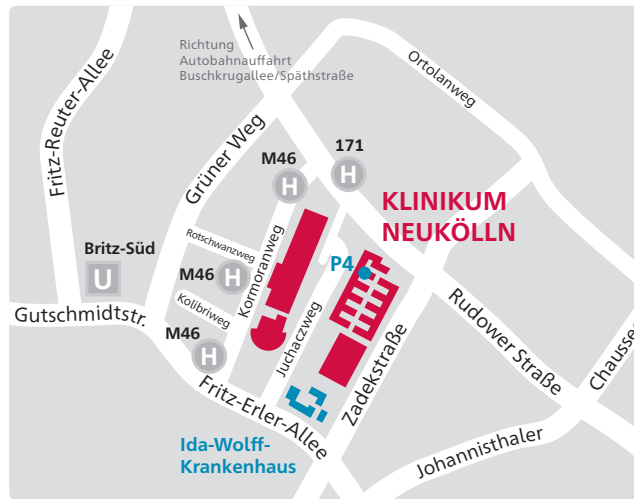 Richtung
Autobahnauffahrt
Buschkrugallee/Späthstraße
Fritz-Reuter-Allee
Ortolanweg
Grüner Weg
M46
171
H
H
KLINIKUM
NEUKÖLLN
Rotschwanzweg
Britz-Süd
U
M46
H
Kormoranweg
P4
Kolibriweg
Gutschmidtstr.
M46
H
Juchaczweg
Zadekstraße
Rudower Straße
Chaussee
Fritz-Erler-Allee
Ida-Wolff-
Krankenhaus
Johannisthaler